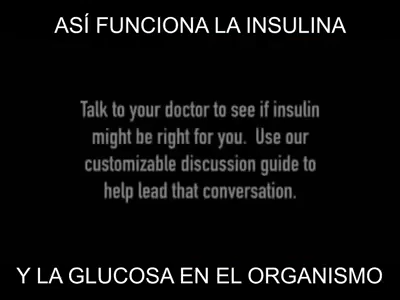 ASÍ FUNCIONA LA INSULINA
Talk to your doctor to see if insulin
might be right for you. Use our
customizable discussion guide to
help lead that conversation.
Y LA GLUCOSA EN EL ORGANISMO